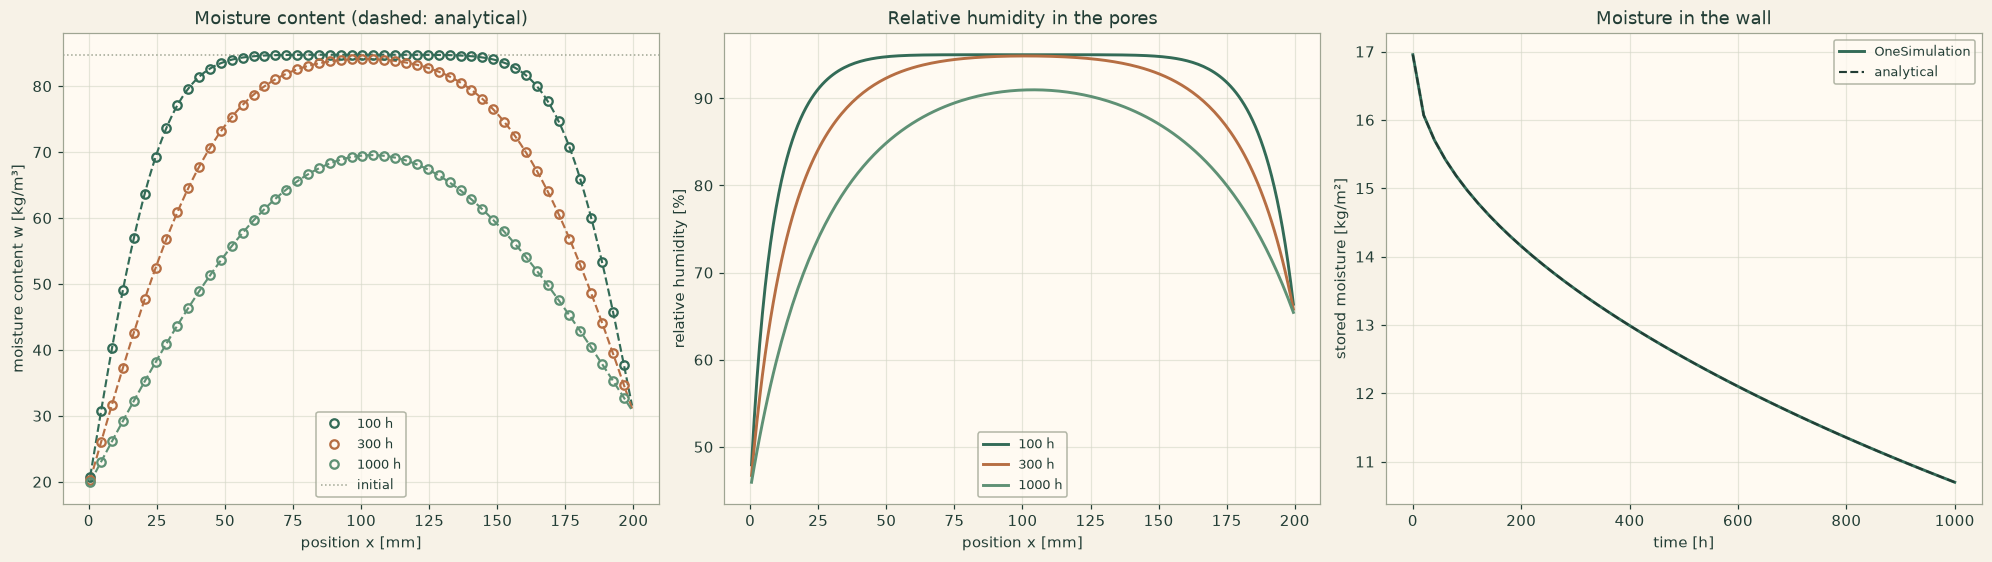 Moisture content (dashed: analytical)
moisture content w [kg/m³]
80
70
60
50
40
30
20
100 h
300 h
1000 h
initial
0 25 50 75 100 125 150 175 200
position x [mm]
Relative humidity in the pores
relative humidity [%]
90
80
70
60
50
100 h
300 h
1000 h
0 25 50 75 100 125 150 175 200
position x [mm]
Moisture in the wall
stored moisture [kg/m²]
17
16
15
14
13
12
11
OneSimulation
analytical
0 200 400 600 800 1000
time [h]